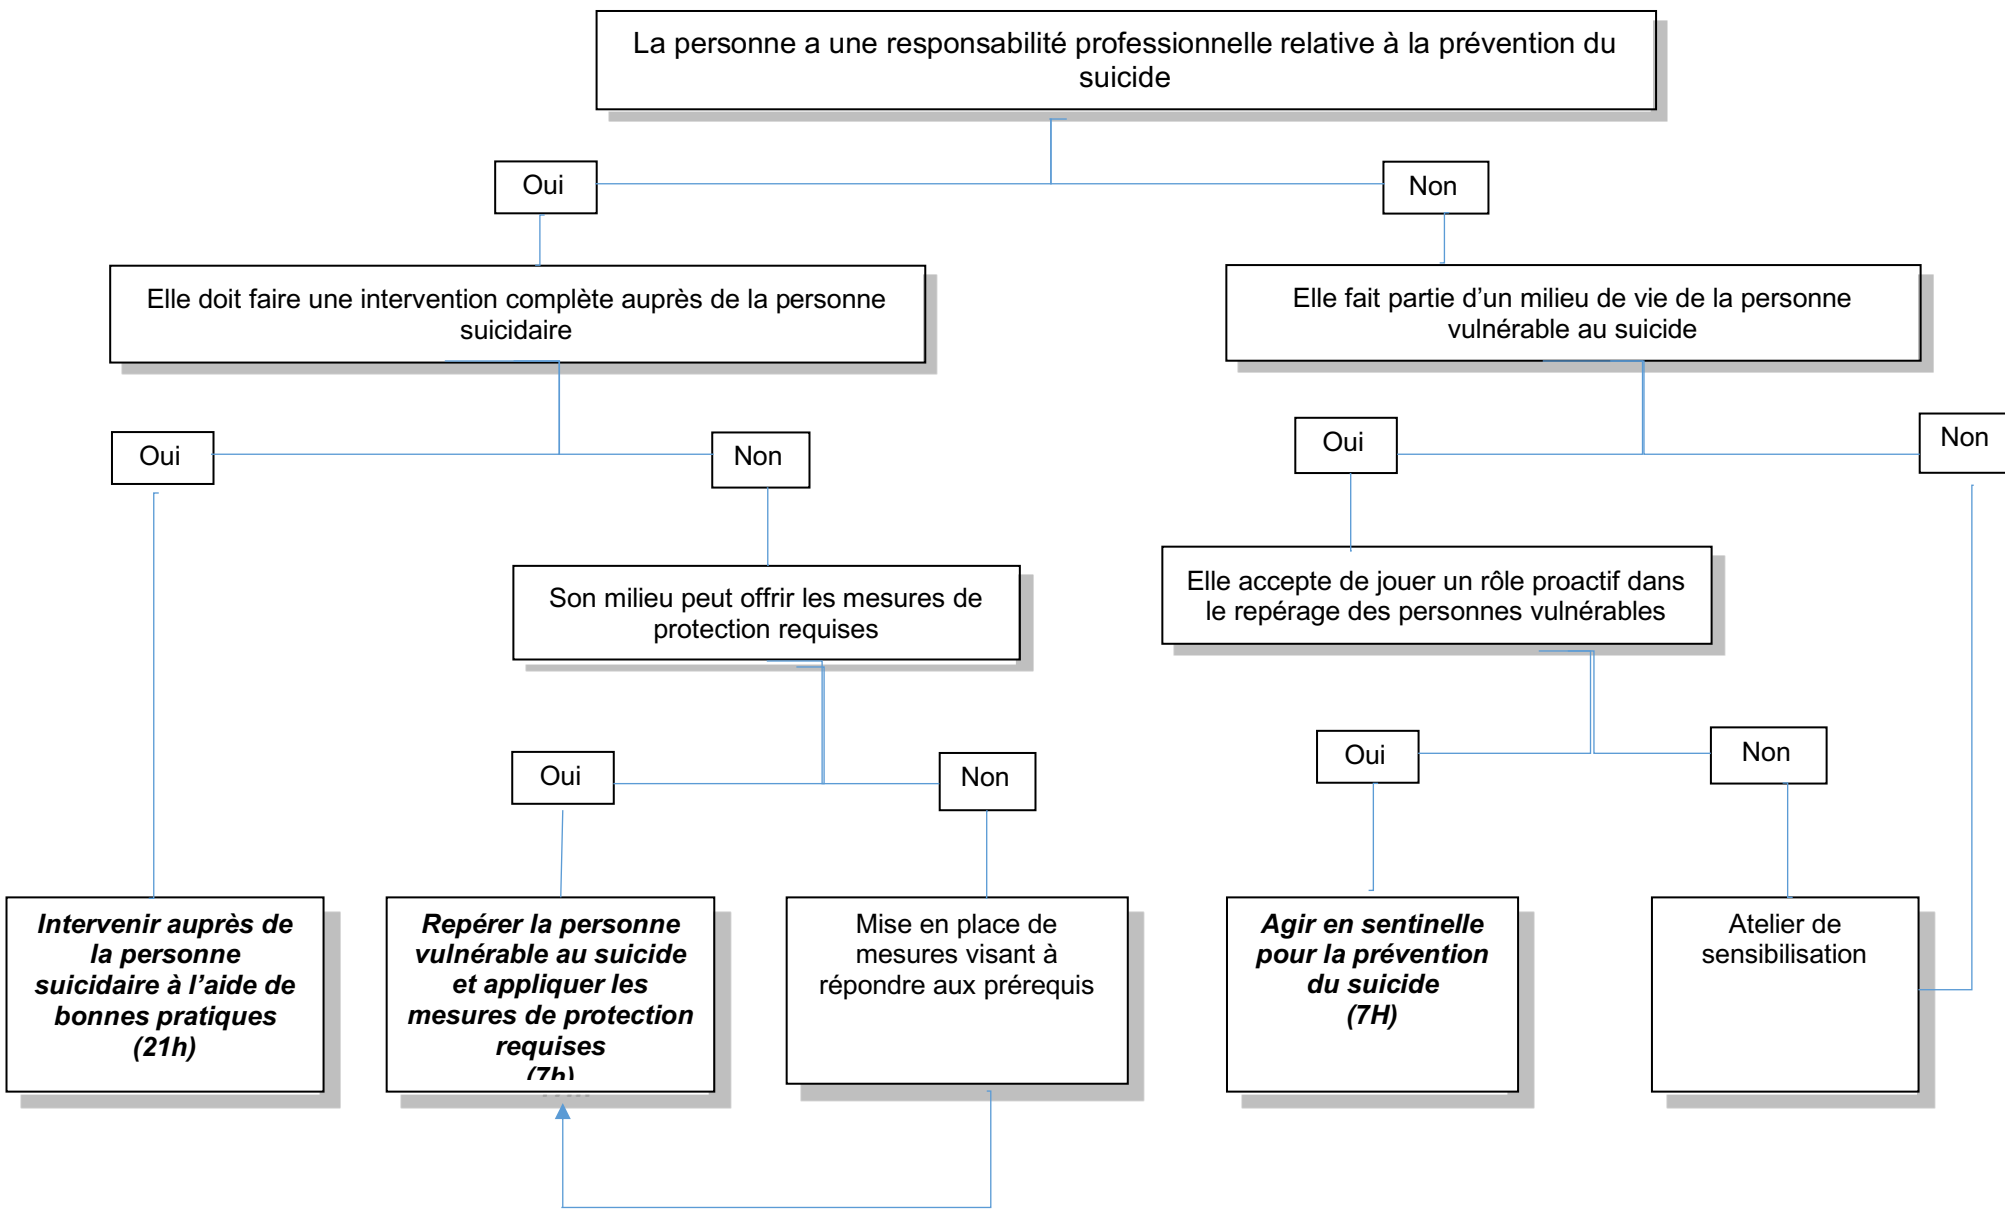 La personne a une responsabilité professionnelle relative à la prévention du
suicide
Oui
Non
Elle doit faire une intervention complète auprès de la personne
suicidaire
Elle fait partie d’un milieu de vie de la personne
vulnérable au suicide
Oui
Non
Oui
Non
Son milieu peut offrir les mesures de
protection requises
Elle accepte de jouer un rôle proactif dans
le repérage des personnes vulnérables
Oui
Non
Oui
Non
Intervenir auprès de
la personne
suicidaire à l’aide de
bonnes pratiques
(21h)
Repérer la personne
vulnérable au suicide
et appliquer les
mesures de protection
requises
(7h)
Mise en place de
mesures visant à
répondre aux prérequis
Agir en sentinelle
pour la prévention
du suicide
(7H)
Atelier de
sensibilisation